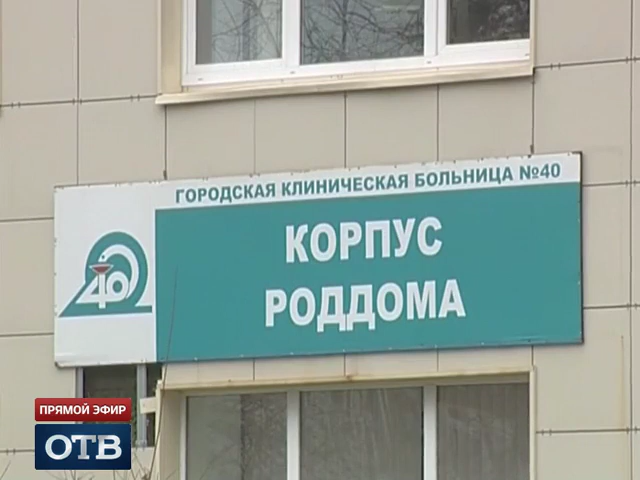 ГОРОДСКАЯ КЛИНИЧЕСКАЯ БОЛЬНИЦА №40
40
КОРПУС
РОДДОМА
ПРЯМОЙ ЭФИР
ОТВ